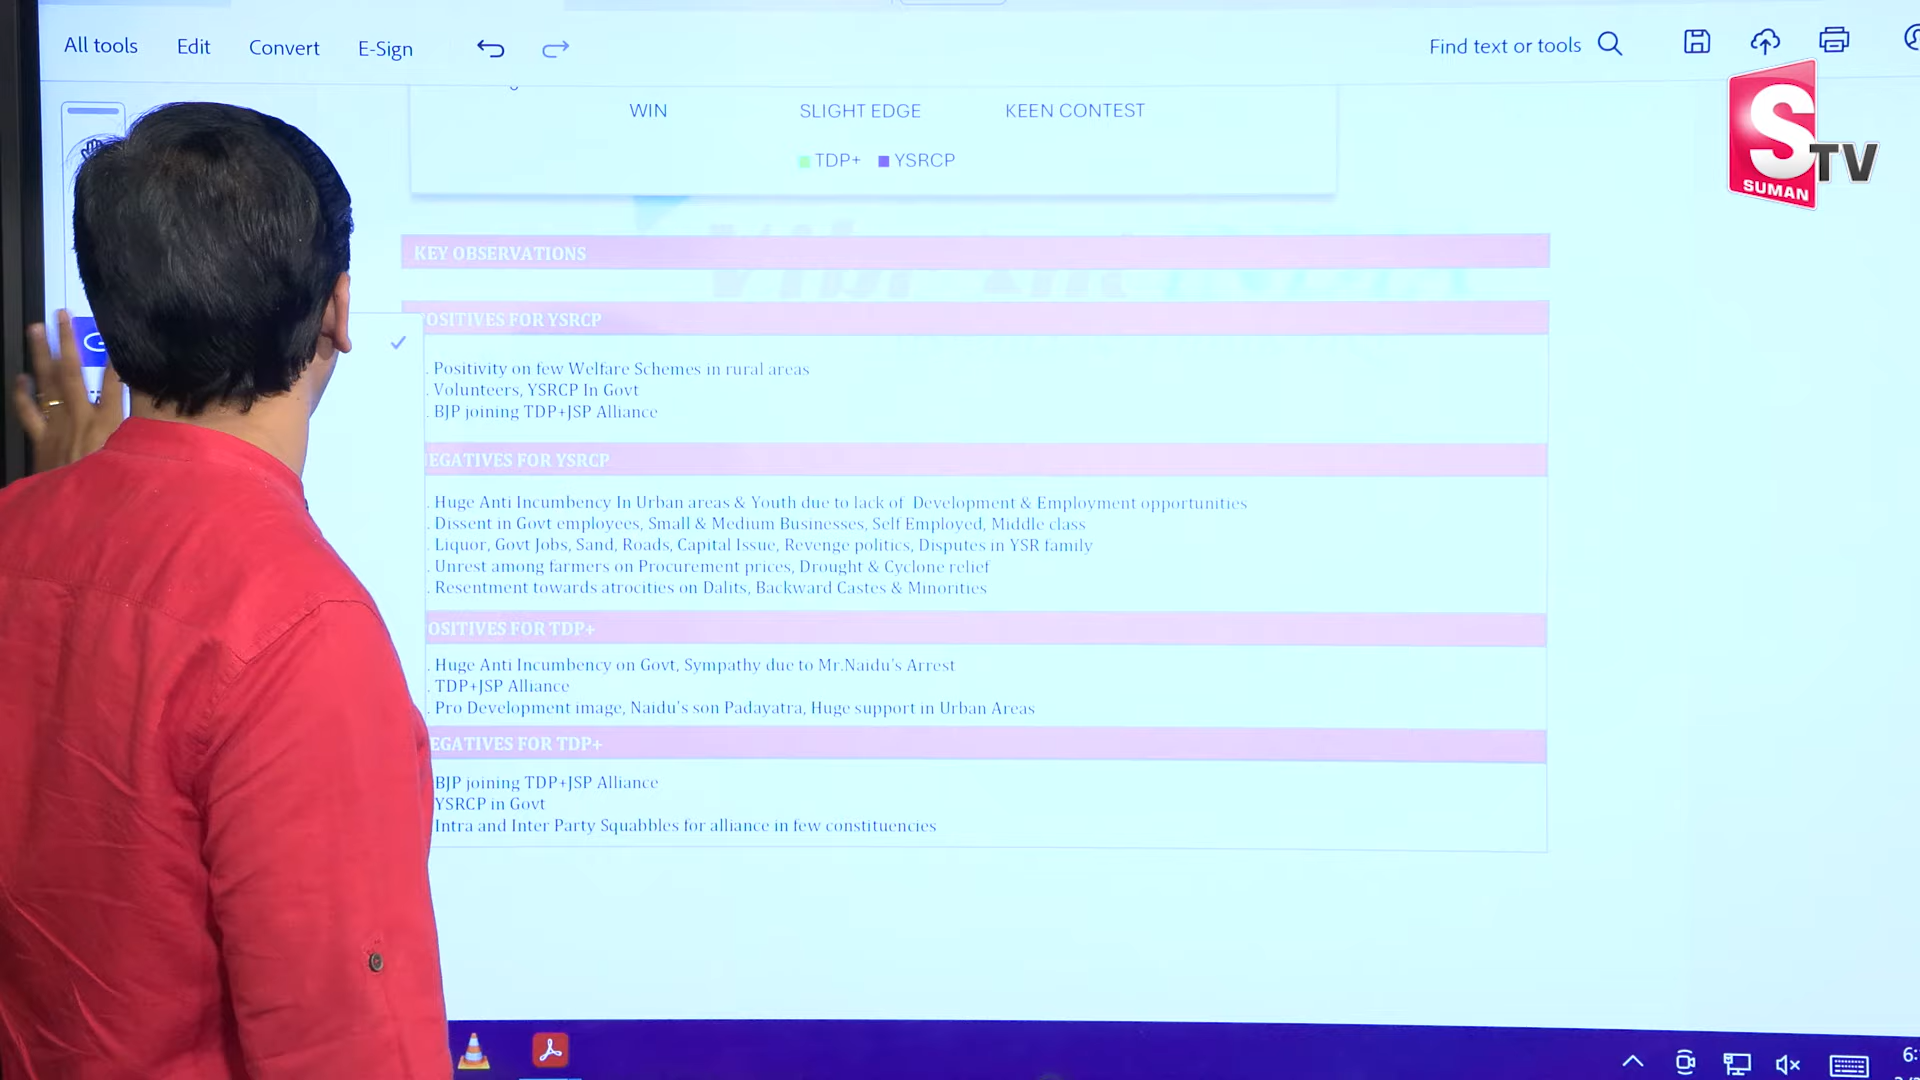 All tools Edit Convert E-Sign Find text or tools
WIN SLIGHT EDGE KEEN CONTEST
TDP+ YSRCP
S TV
SUMAN
KEY OBSERVATIONS
OSITIVES FOR YSRCP
. Positivity on few Welfare Schemes in rural areas
. Volunteers, YSRCP In Govt
. BJP joining TDP+JSP Alliance
EGATIVES FOR YSRCP
. Huge Anti Incumbency In Urban areas & Youth due to lack of Development & Employment opportunities
. Dissent in Govt employees, Small & Medium Businesses, Self Employed, Middle class
. Liquor, Govt Jobs, Sand, Roads, Capital Issue, Revenge politics, Disputes in YSR family
. Unrest among farmers on Procurement prices, Drought & Cyclone relief
. Resentment towards atrocities on Dalits, Backward Castes & Minorities
OSITIVES FOR TDP+
. Huge Anti Incumbency on Govt, Sympathy due to Mr.Naidu's Arrest
. TDP+JSP Alliance
. Pro Development image, Naidu's son Padayatra, Huge support in Urban Areas
EGATIVES FOR TDP+
BJP joining TDP+JSP Alliance
YSRCP in Govt
Intra and Inter Party Squabbles for alliance in few constituencies